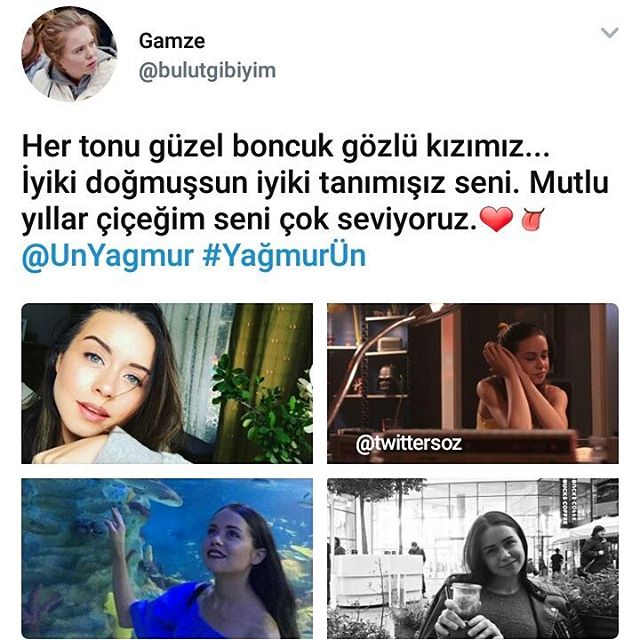 Gamze
@bulutgibiyim
Her tonu güzel boncuk gözlü kızımız...
İyiki doğmuşsun iyiki tanımışız seni. Mutlu
yıllar çiçeğim seni çok seviyoruz.❤👅
@UnYagmur #YağmurÜn
@twittersoz